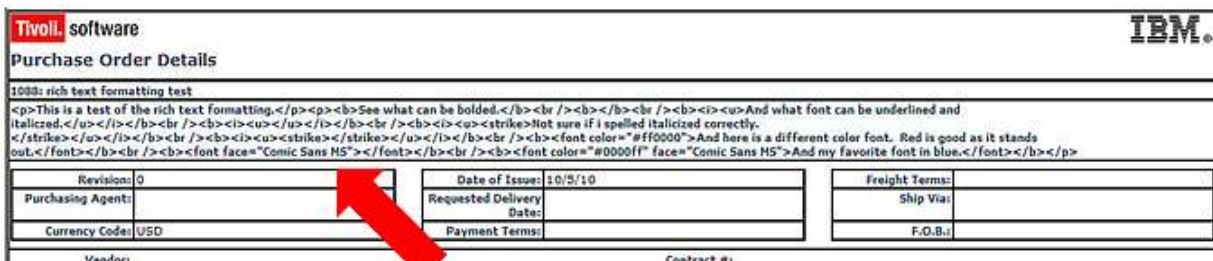 Tivoli. software
IBM®
Purchase Order Details
1088: rich text formatting test
<p>This is a test of the rich text formatting.</p><p><b>See what can be bolded.</b><br /><b></b><br /><b><i><u>And what font can be underlined and
italiczed.</u></i></b><br /><b><i><u></u></i></b><br /><b><i><u><strike>Not sure if i spelled italicized correctly.
</strike></u></i></b><br /><b><i><u><strike></strike></u></i></b><br /><b><font color="#ff0000">And here is a different color font.  Red is good as it stands
out.</font></b><br /><b><font face="Comic Sans MS"></font></b><br /><b><font color="#0000ff" face="Comic Sans MS">And my favorite font in blue.</font></b></p>
Revision: 0 Date of Issue: 10/5/10 Freight Terms:
Purchasing Agent: Requested Delivery Ship Via:
Date:
Currency Code: USD Payment Terms: F.O.B.:
Vendor: Contract #: